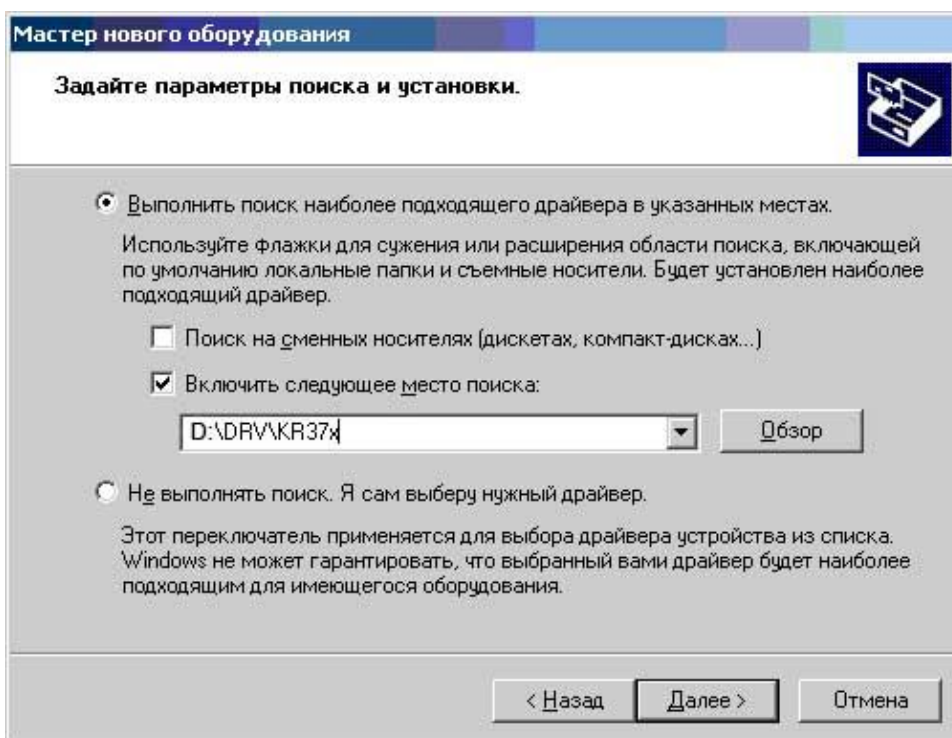 Мастер нового оборудования
Задайте параметры поиска и установки.
Выполнить поиск наиболее подходящего драйвера в указанных местах.
Используйте флажки для сужения или расширения области поиска, включающей
по умолчанию локальные папки и съемные носители. Будет установлен наиболее
подходящий драйвер.
Поиск на сменных носителях (дискетах, компакт-дисках...)
Включить следующее место поиска:
D:\DRV\KR37x
Обзор
Не выполнять поиск. Я сам выберу нужный драйвер.
Этот переключатель применяется для выбора драйвера устройства из списка.
Windows не может гарантировать, что выбранный вами драйвер будет наиболее
подходящим для имеющегося оборудования.
< Назад
Далее >
Отмена